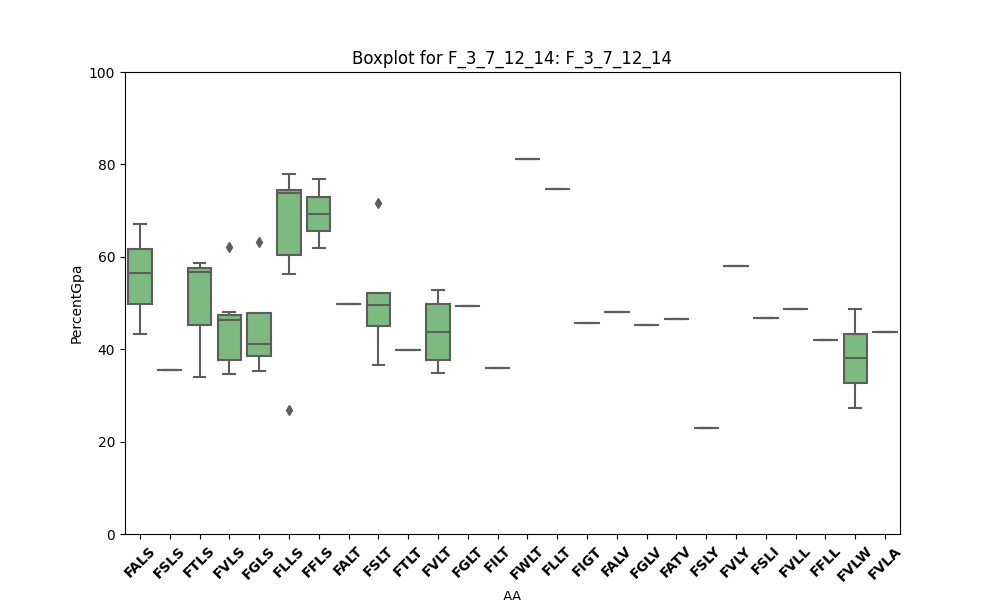 Boxplot for F_3_7_12_14: F_3_7_12_14
100
80
60
40
20
0
PercentGpa
FALS FSLS FTLS FVLS FGLS FLLS FFLS FALT FSLT FTLT FVLT FGLT FILT FWLT FLLT FIGT FALV FGLV FATV FSLY FVLY FSLI FVLL FFLL FVLW FVLA
AA